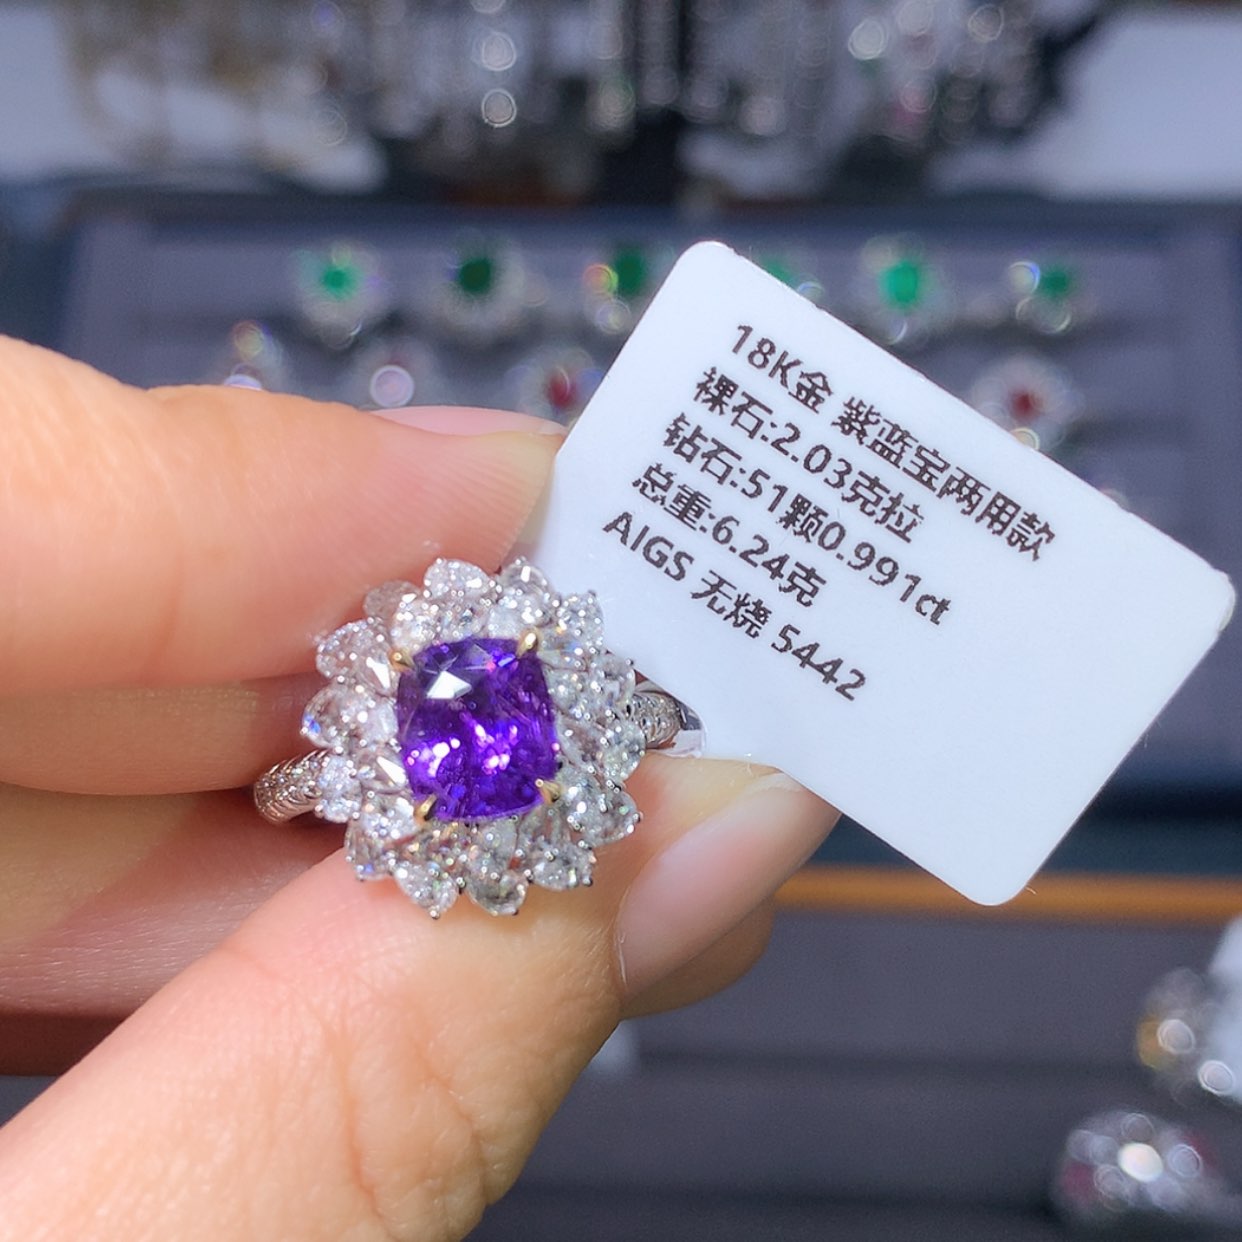 18K金 紫蓝宝两用款
裸石:2.03克拉
钻石:51颗0.991ct
总重:6.24克
AIGS 无烧 5442